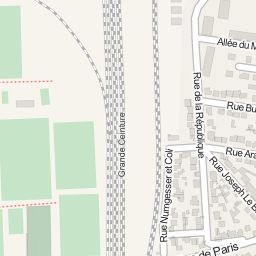 Allée du M
Rue de la République
Rue Bu
Grande Ceinture
Rue Ara
Rue Numgesser et Coli
Rue Joseph Le B
de Paris